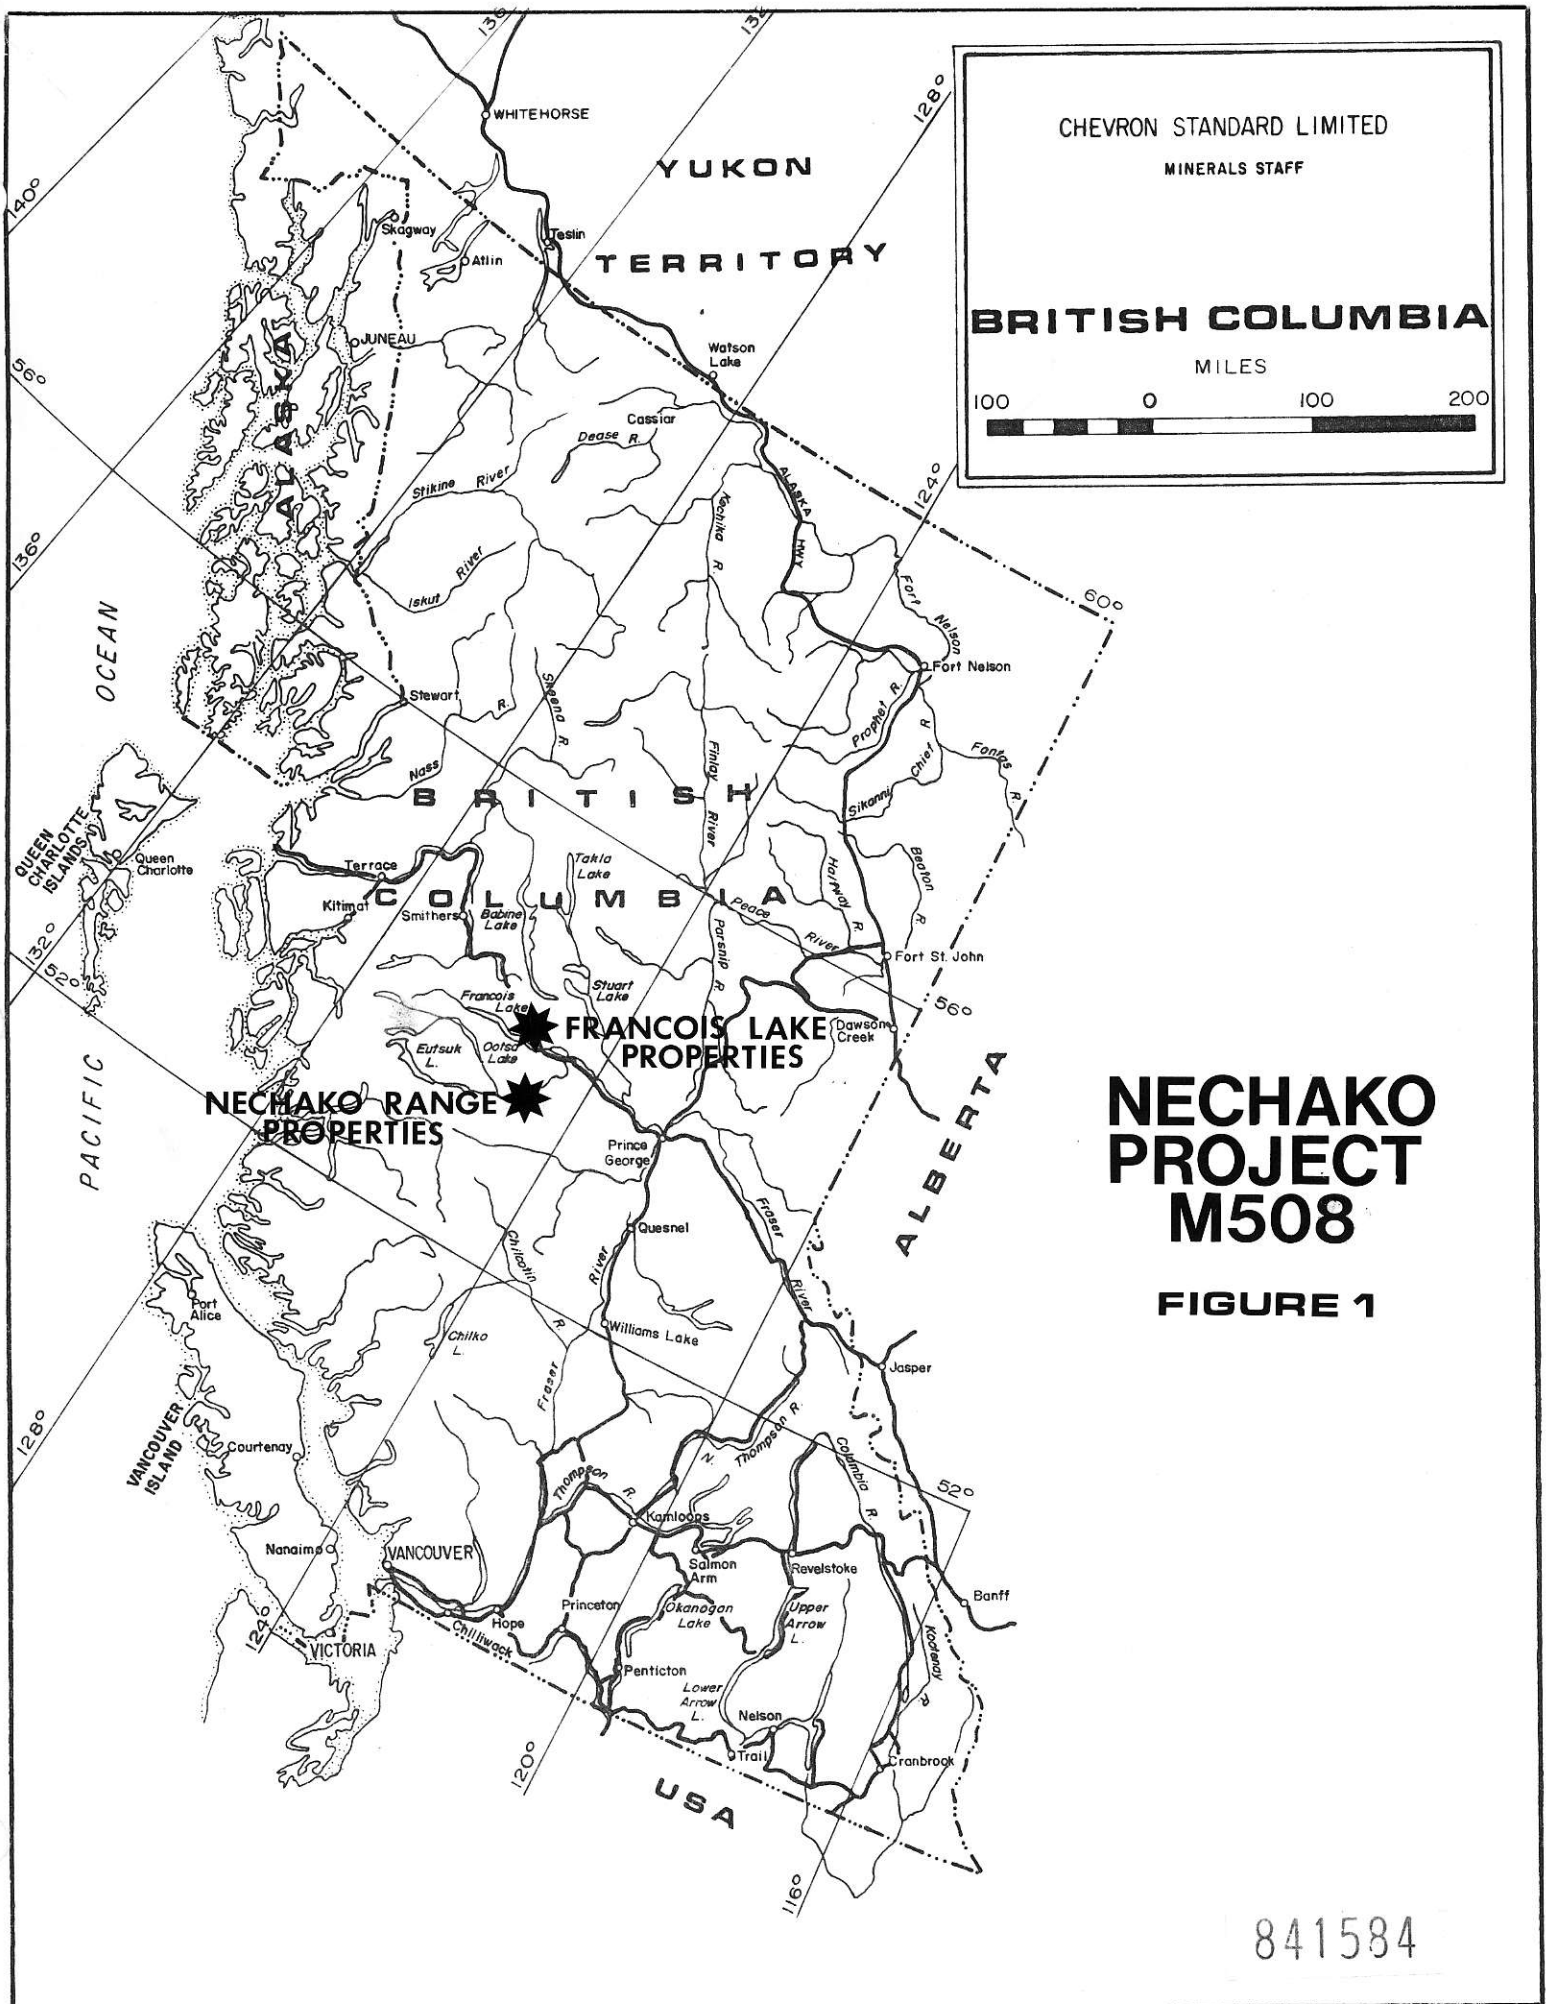 136°
132°
128°
WHITEHORSE
CHEVRON STANDARD LIMITED
MINERALS STAFF
YUKON
TERRITORY
140°
Skagway
Atlin
Teslin
BRITISH COLUMBIA
MILES
100 0 100 200
JUNEAU
ALASKA
Watson
Lake
56°
Cassiar
Dease R.
Stikine River
Kechika R.
ALASKA HWY
124°
136°
Iskut River
Fort Nelson
60°
OCEAN
Fort Nelson
Stewart
Skeena R.
R.
Prophet R.
Nass
Finlay River
Sikanni Chief R
Fontas R.
BRITISH
QUEEN
CHARLOTTE
ISLANDS
Queen
Charlotte
Terrace
Takla
Lake
Halfway R.
Beaton R.
COLUMBIA
Kitimat
Smithers
Babine
Lake
Peace River
Parsnip R.
132°
52°
Fort St. John
Stuart
Lake
Francois
Lake
56°
FRANCOIS LAKE
PROPERTIES
Dawson
Creek
Eutsuk
L.
Ootsa
Lake
PACIFIC
NECHAKO RANGE
PROPERTIES
ALBERTA
NECHAKO
PROJECT
M508
FIGURE 1
Prince
George
Fraser River
Quesnel
Chilcotin R.
River
Port
Alice
Williams Lake
Chilko
L.
Fraser
Jasper
128°
VANCOUVER
ISLAND
Courtenay
N. Thompson R.
Columbia R.
Thompson R.
52°
Kamloops
Nanaimo
VANCOUVER
Salmon
Arm
Revelstoke
Banff
Princeton
Okanogan
Lake
Upper
Arrow
L.
Hope
Chilliwack
Kootenay R
124°
VICTORIA
Penticton
Lower
Arrow
L.
Nelson
Trail
Cranbrook
120°
USA
116°
841584